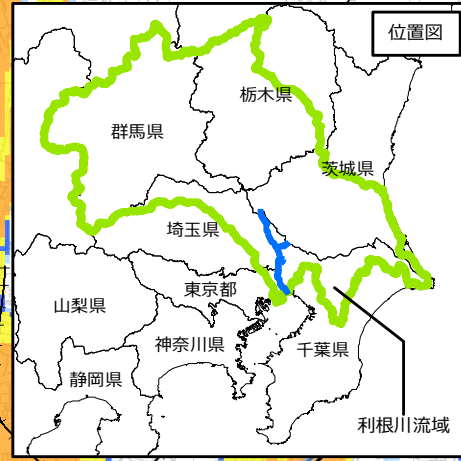 位置図
栃木県
群馬県
茨城県
埼玉県
東京都
山梨県
神奈川県
千葉県
静岡県
利根川流域